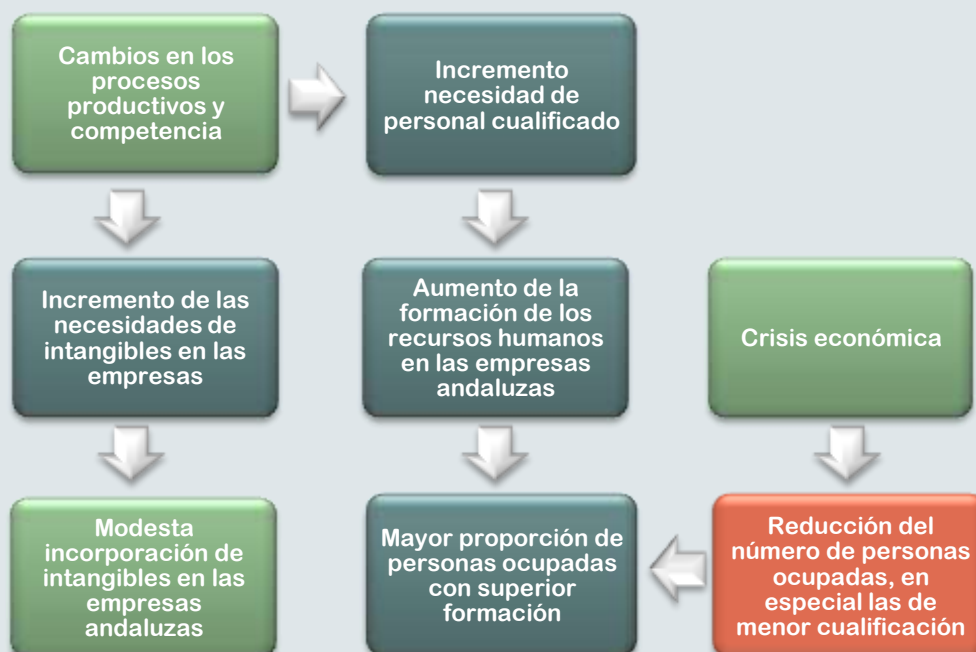 Cambios en los
procesos
productivos y
competencia
Incremento
necesidad de
personal cualificado
Incremento de las
necesidades de
intangibles en las
empresas
Aumento de la
formación de los
recursos humanos
en las empresas
andaluzas
Crisis económica
Modesta
incorporación de
intangibles en las
empresas
andaluzas
Mayor proporción de
personas ocupadas
con superior
formación
Reducción del
número de personas
ocupadas, en
especial las de
menor cualificación